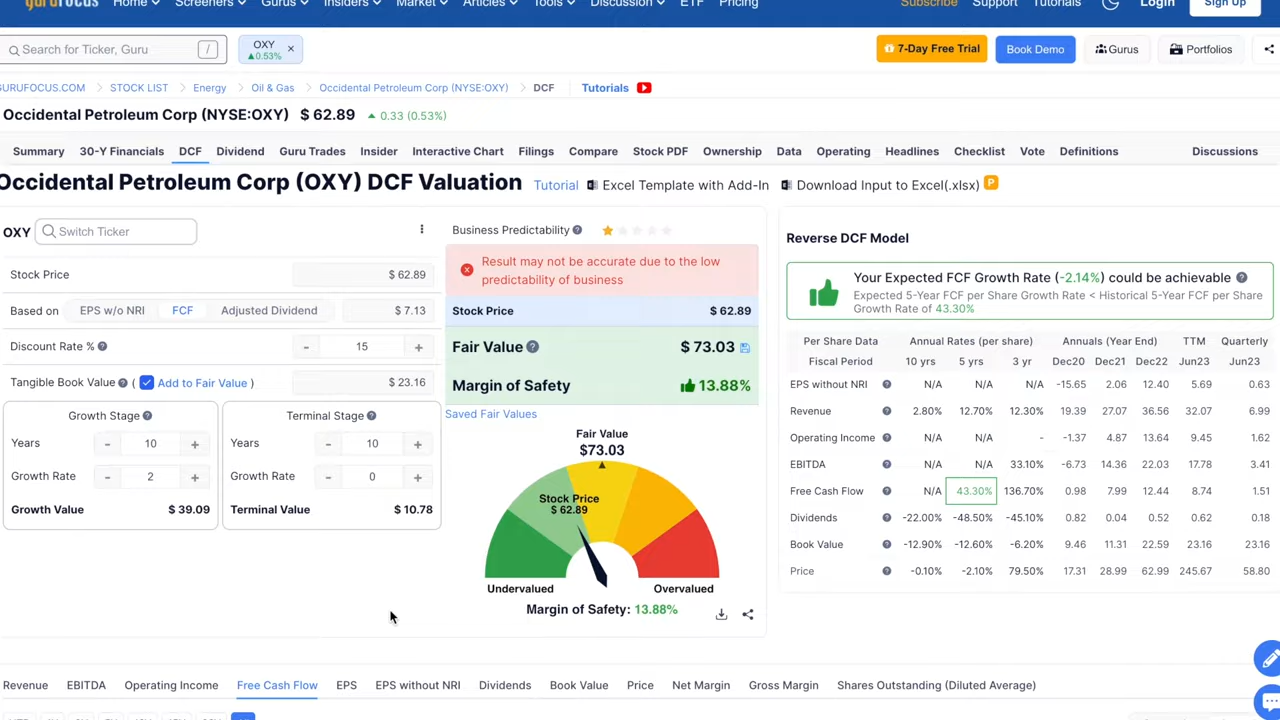 gurufocus Home Screeners Gurus Insiders Market Articles Tools Discussion ETF Pricing Subscribe Support Tutorials Login Sign Up
Search for Ticker, Guru / OXY 0.53% × 7-Day Free Trial Book Demo Gurus Portfolios
GURUFOCUS.COM > STOCK LIST > Energy > Oil & Gas > Occidental Petroleum Corp (NYSE:OXY) > DCF Tutorials
Occidental Petroleum Corp (NYSE:OXY) $ 62.89 0.33 (0.53%)
Summary 30-Y Financials DCF Dividend Guru Trades Insider Interactive Chart Filings Compare Stock PDF Ownership Data Operating Headlines Checklist Vote Definitions Discussions
Occidental Petroleum Corp (OXY) DCF Valuation Tutorial Excel Template with Add-In Download Input to Excel(.xlsx) P
OXY Switch Ticker
Stock Price $ 62.89
Based on EPS w/o NRI FCF Adjusted Dividend $ 7.13
Discount Rate % ? - 15 +
Tangible Book Value ? ( Add to Fair Value ) $ 23.16
Growth Stage ?
Years - 10 +
Growth Rate - 2 +
Growth Value $ 39.09
Terminal Stage ?
Years - 10 +
Growth Rate - 0 +
Terminal Value $ 10.78
Business Predictability ?
Result may not be accurate due to the low
predictability of business
Stock Price $ 62.89
Fair Value ? $ 73.03
Margin of Safety 13.88%
Saved Fair Values
Fair Value
$73.03
Stock Price
$ 62.89
Undervalued Overvalued
Margin of Safety: 13.88%
Reverse DCF Model
Your Expected FCF Growth Rate (-2.14%) could be achievable ?
Expected 5-Year FCF per Share Growth Rate < Historical 5-Year FCF per Share
Growth Rate of 43.30%
Per Share Data Annual Rates (per share) Annuals (Year End) TTM Quarterly
Fiscal Period 10 yrs 5 yrs 3 yr Dec20 Dec21 Dec22 Jun23 Jun23
EPS without NRI ? N/A N/A N/A -15.65 2.06 12.40 5.69 0.63
Revenue ? 2.80% 12.70% 12.30% 19.39 27.07 36.56 32.07 6.99
Operating Income ? N/A N/A - -1.37 4.87 13.64 9.45 1.62
EBITDA ? N/A N/A 33.10% -6.73 14.36 22.03 17.78 3.41
Free Cash Flow ? N/A 43.30% 136.70% 0.98 7.99 12.44 8.74 1.51
Dividends ? -22.00% -48.50% -45.10% 0.82 0.04 0.52 0.62 0.18
Book Value ? -12.90% -12.60% -6.20% 9.46 11.31 22.59 23.16 23.16
Price ? -0.10% -2.10% 79.50% 17.31 28.99 62.99 245.67 58.80
Revenue EBITDA Operating Income Free Cash Flow EPS EPS without NRI Dividends Book Value Price Net Margin Gross Margin Shares Outstanding (Diluted Average)